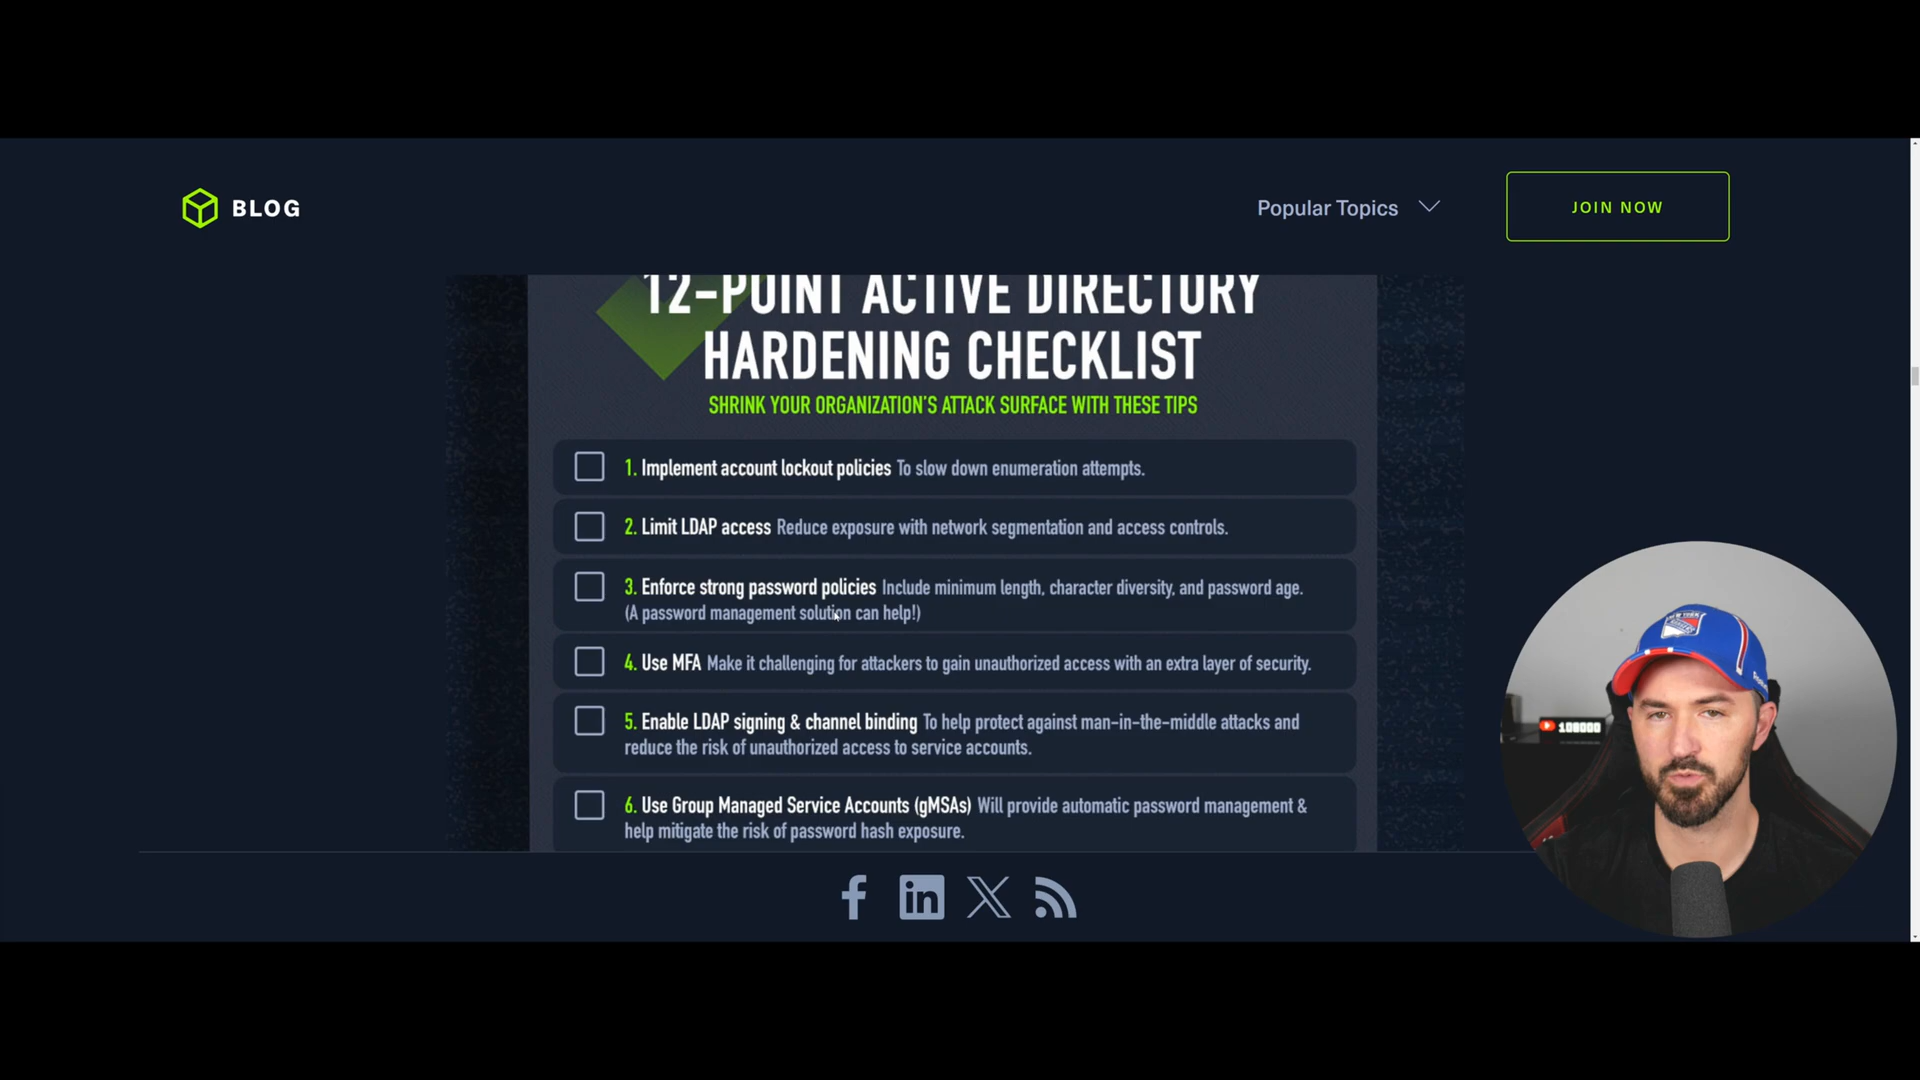 BLOG
Popular Topics
JOIN NOW
12-POINT ACTIVE DIRECTORY
HARDENING CHECKLIST
SHRINK YOUR ORGANIZATION'S ATTACK SURFACE WITH THESE TIPS
1. Implement account lockout policies To slow down enumeration attempts.
2. Limit LDAP access Reduce exposure with network segmentation and access controls.
3. Enforce strong password policies Include minimum length, character diversity, and password age.
(A password management solution can help!)
4. Use MFA Make it challenging for attackers to gain unauthorized access with an extra layer of security.
5. Enable LDAP signing & channel binding To help protect against man-in-the-middle attacks and
reduce the risk of unauthorized access to service accounts.
6. Use Group Managed Service Accounts (gMSAs) Will provide automatic password management &
help mitigate the risk of password hash exposure.
NEW YORK
RANGERS
108000
f
in
X